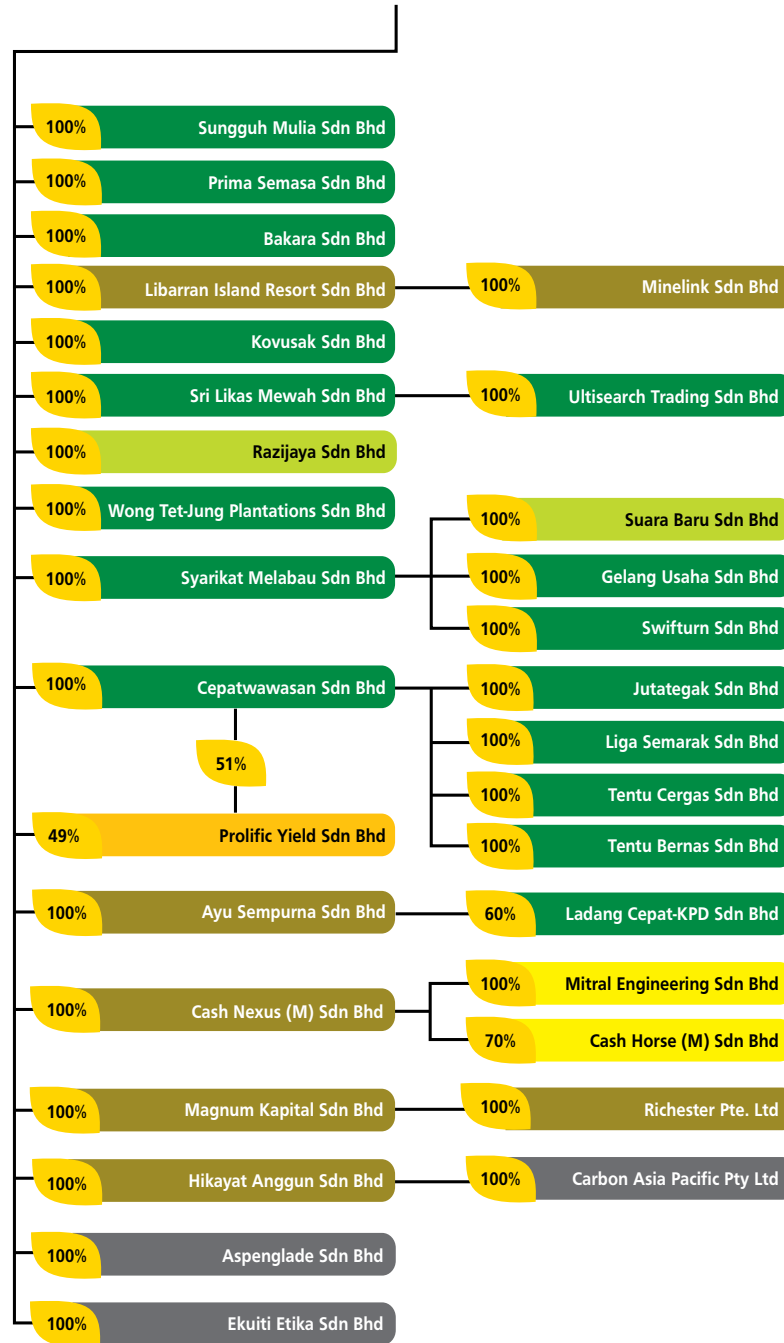 100% Sungguh Mulia Sdn Bhd
100% Prima Semasa Sdn Bhd
100% Bakara Sdn Bhd
100% Libarran Island Resort Sdn Bhd 100% Minelink Sdn Bhd
100% Kovusak Sdn Bhd
100% Sri Likas Mewah Sdn Bhd 100% Ultisearch Trading Sdn Bhd
100% Razijaya Sdn Bhd
100% Wong Tet-Jung Plantations Sdn Bhd
100% Suara Baru Sdn Bhd
100% Syarikat Melabau Sdn Bhd 100% Gelang Usaha Sdn Bhd
100% Swifturn Sdn Bhd
100% Cepatwawasan Sdn Bhd 100% Jutategak Sdn Bhd
100% Liga Semarak Sdn Bhd
51%
100% Tentu Cergas Sdn Bhd
49% Prolific Yield Sdn Bhd
100% Tentu Bernas Sdn Bhd
100% Ayu Sempurna Sdn Bhd 60% Ladang Cepat-KPD Sdn Bhd
100% Mitral Engineering Sdn Bhd
100% Cash Nexus (M) Sdn Bhd
70% Cash Horse (M) Sdn Bhd
100% Magnum Kapital Sdn Bhd 100% Richester Pte. Ltd
100% Hikayat Anggun Sdn Bhd 100% Carbon Asia Pacific Pty Ltd
100% Aspenglade Sdn Bhd
100% Ekuiti Etika Sdn Bhd